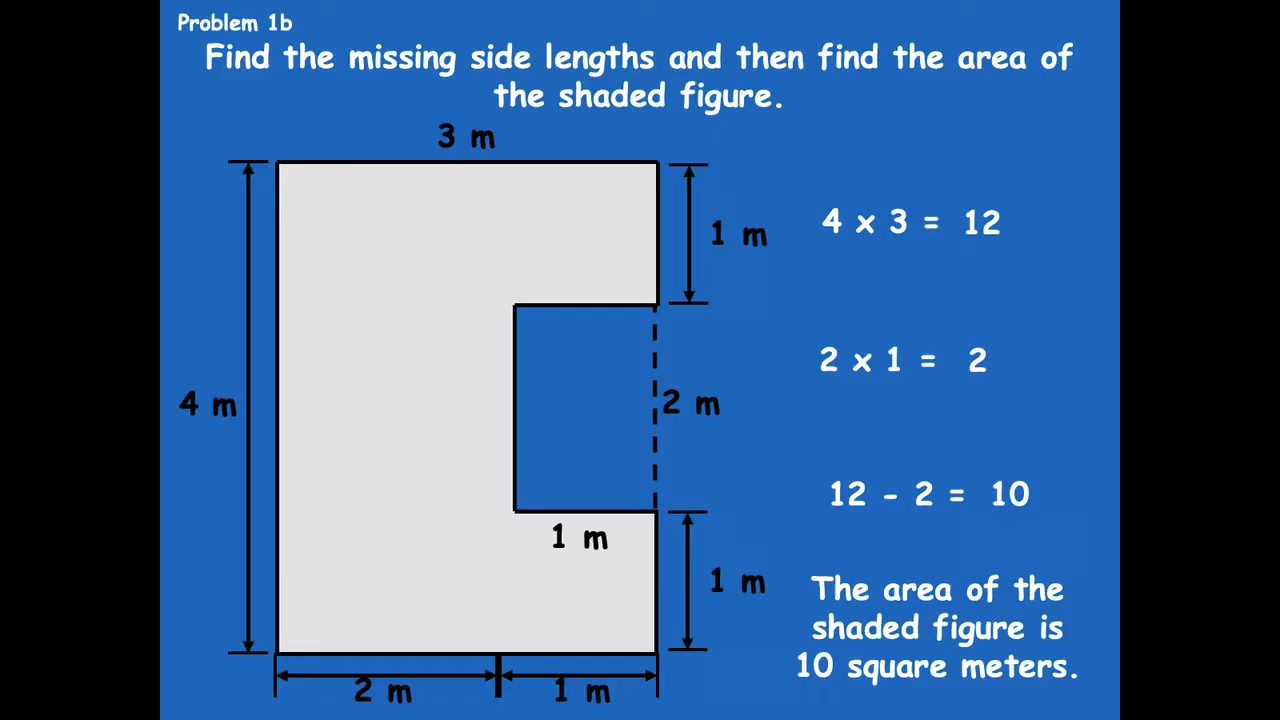 Problem 1b
Find the missing side lengths and then find the area of
the shaded figure.
3 m
1 m
4 x 3 = 12
2 x 1 = 2
4 m
2 m
12 - 2 = 10
1 m
1 m
The area of the
shaded figure is
10 square meters.
2 m
1 m